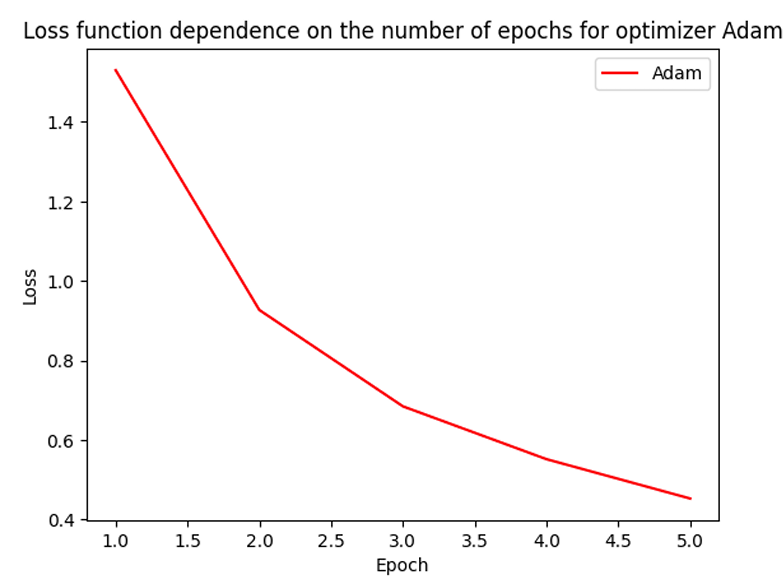 Loss function dependence on the number of epochs for optimizer Adam
Adam
1.4
1.2
1.0
0.8
0.6
0.4
Loss
1.0 1.5 2.0 2.5 3.0 3.5 4.0 4.5 5.0
Epoch